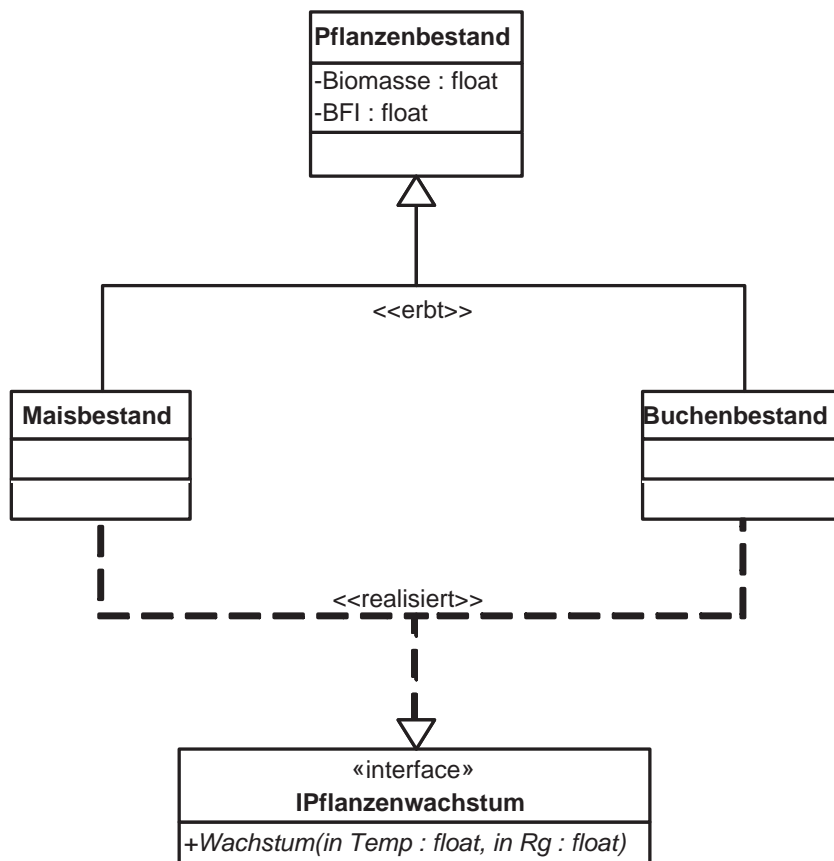 Pflanzenbestand
-Biomasse : float
-BFI : float
<<erbt>>
Maisbestand
Buchenbestand
<<realisiert>>
«interface»
IPflanzenwachstum
+Wachstum(in Temp : float, in Rg : float)